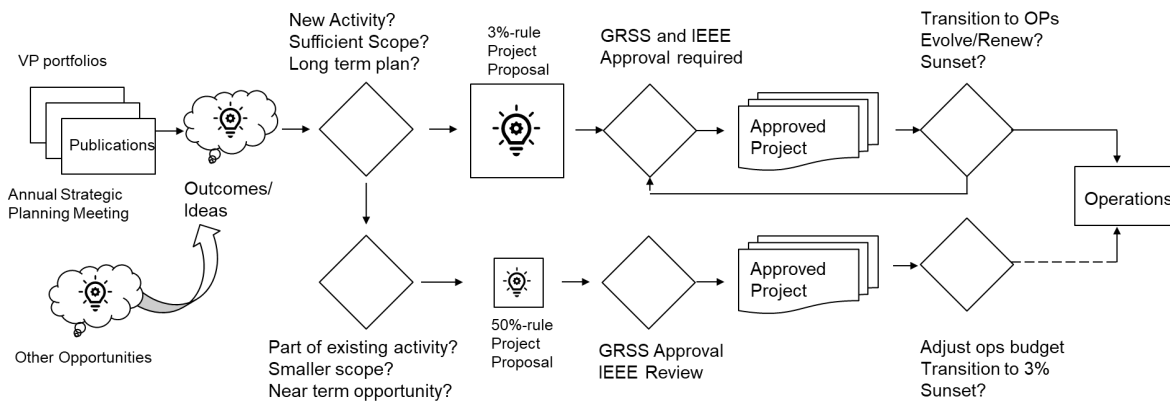 VP portfolios
Publications
Annual Strategic
Planning Meeting
Outcomes/
Ideas
Other Opportunities
New Activity?
Sufficient Scope?
Long term plan?
3%-rule
Project
Proposal
GRSS and IEEE
Approval required
Approved
Project
Transition to OPs
Evolve/Renew?
Sunset?
Operations
Part of existing activity?
Smaller scope?
Near term opportunity?
50%-rule
Project
Proposal
GRSS Approval
IEEE Review
Approved
Project
Adjust ops budget
Transition to 3%
Sunset?